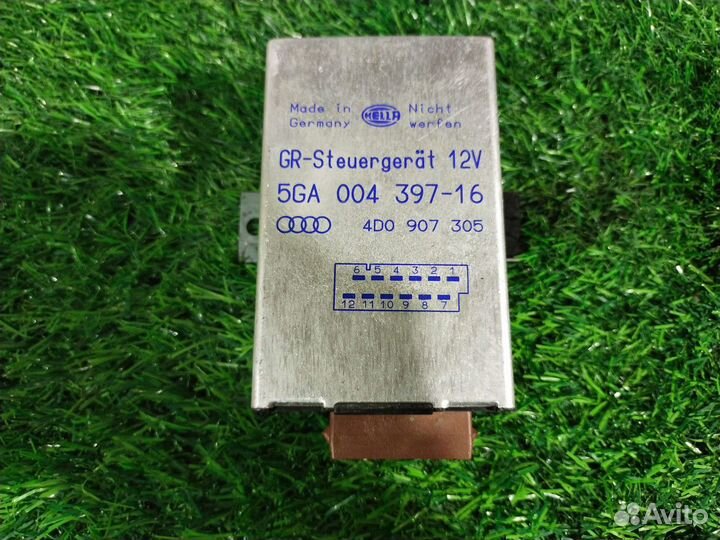 Made in HELLA Nicht
Germany werfen
GR-Steuergerät 12V
5GA 004 397-16
4D0 907 305
6 5 4 3 2 1
12 11 10 9 8 7
Avito